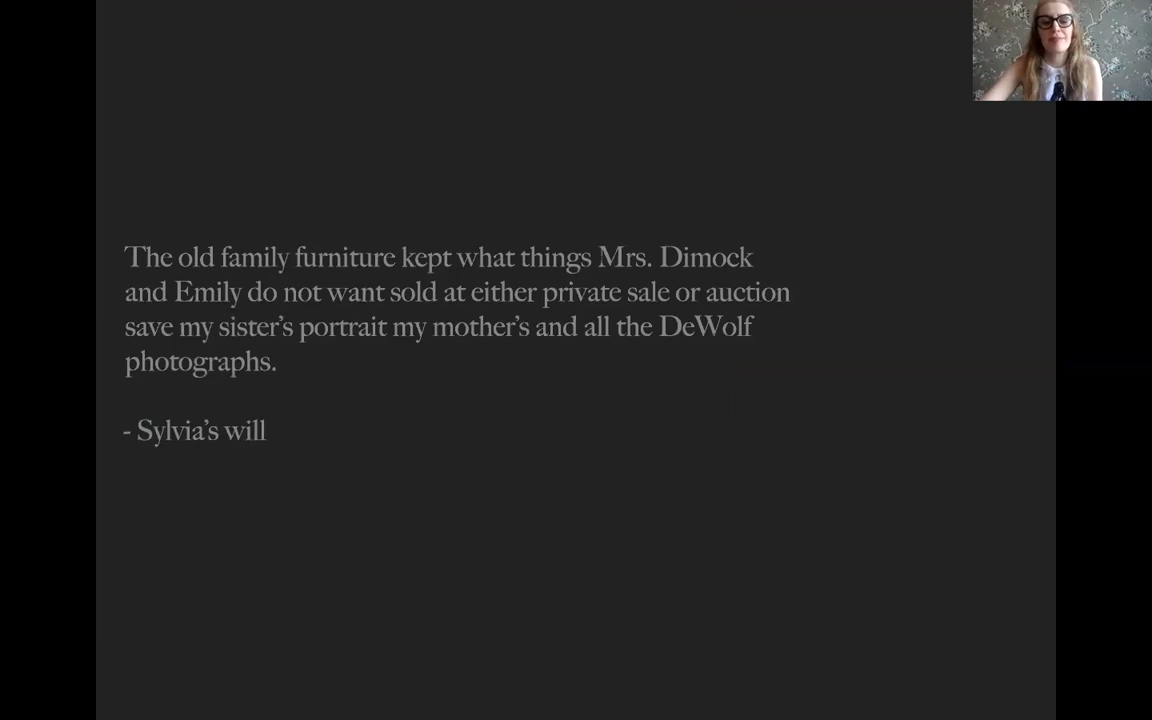 The old family furniture kept what things Mrs. Dimock
and Emily do not want sold at either private sale or auction
save my sister's portrait my mother's and all the DeWolf
photographs.
- Sylvia's will